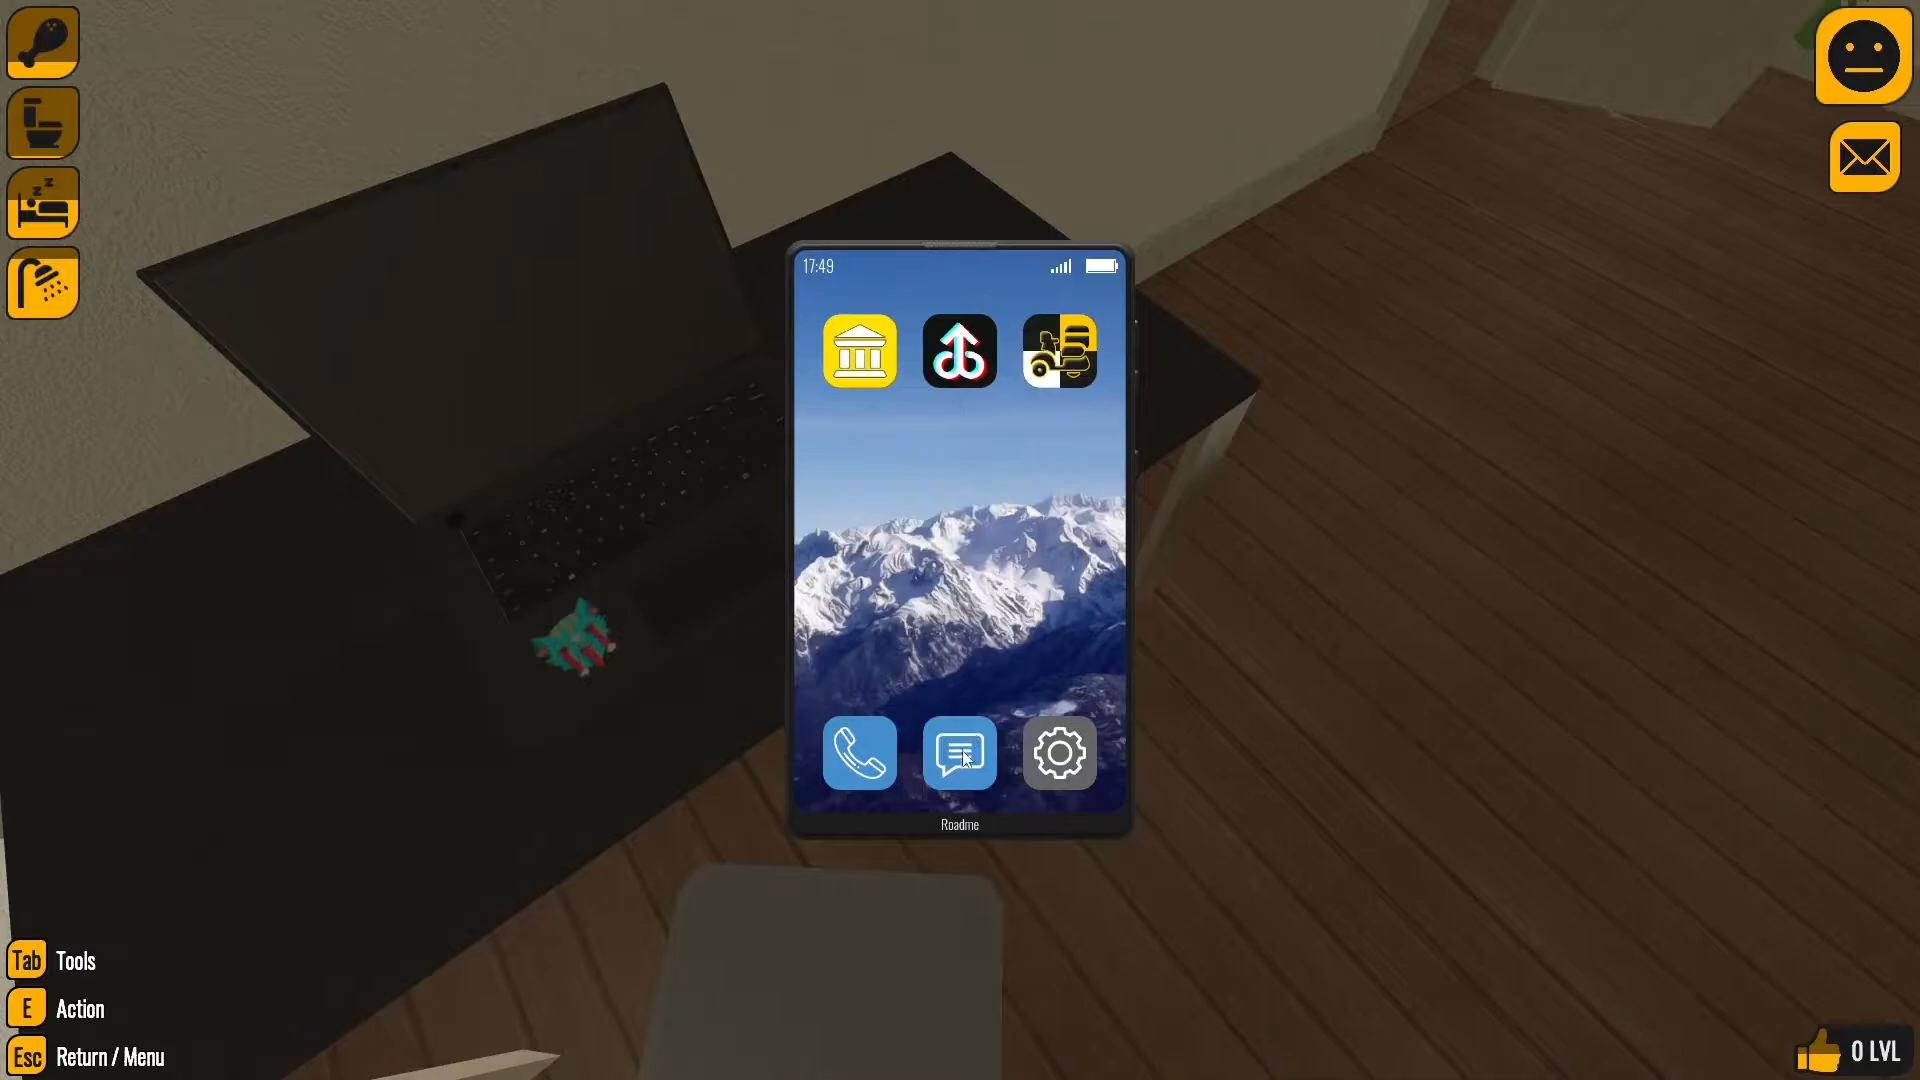 17:49
Roadme
Tab Tools
E Action
Esc Return / Menu
0 LVL